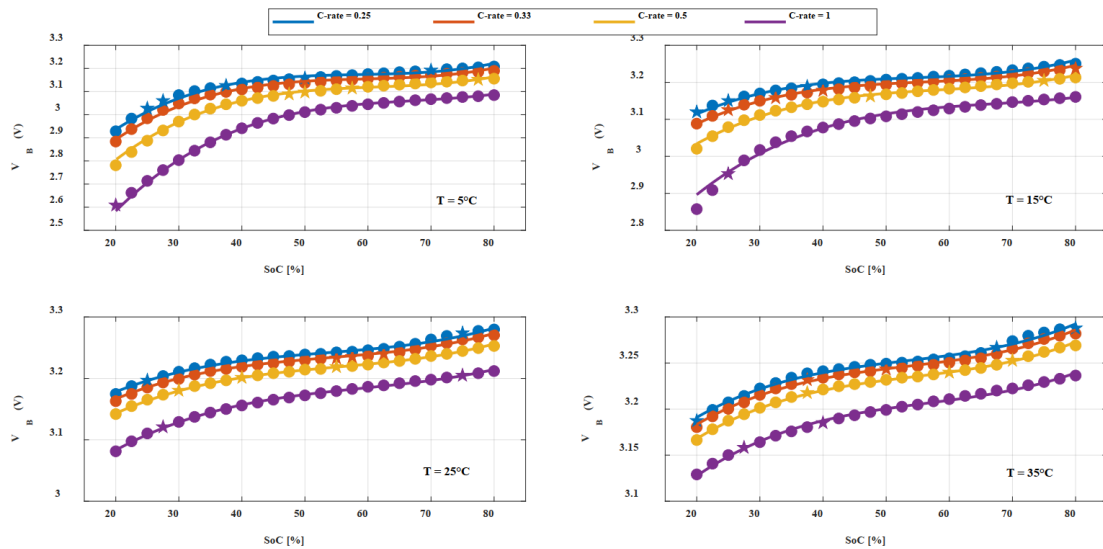 C-rate = 0.25 C-rate = 0.33 C-rate = 0.5 C-rate = 1
3.3
3.2
3.1
3
2.9
2.8
2.7
2.6
2.5
V B (V)
T = 5°C
20 30 40 50 60 70 80
SoC [%]
3.3
3.2
3.1
3
2.9
2.8
V B (V)
T = 15°C
20 30 40 50 60 70 80
SoC [%]
3.3
3.2
3.1
3
V B (V)
T = 25°C
20 30 40 50 60 70 80
SoC [%]
3.3
3.25
3.2
3.15
3.1
V B (V)
T = 35°C
20 30 40 50 60 70 80
SoC [%]